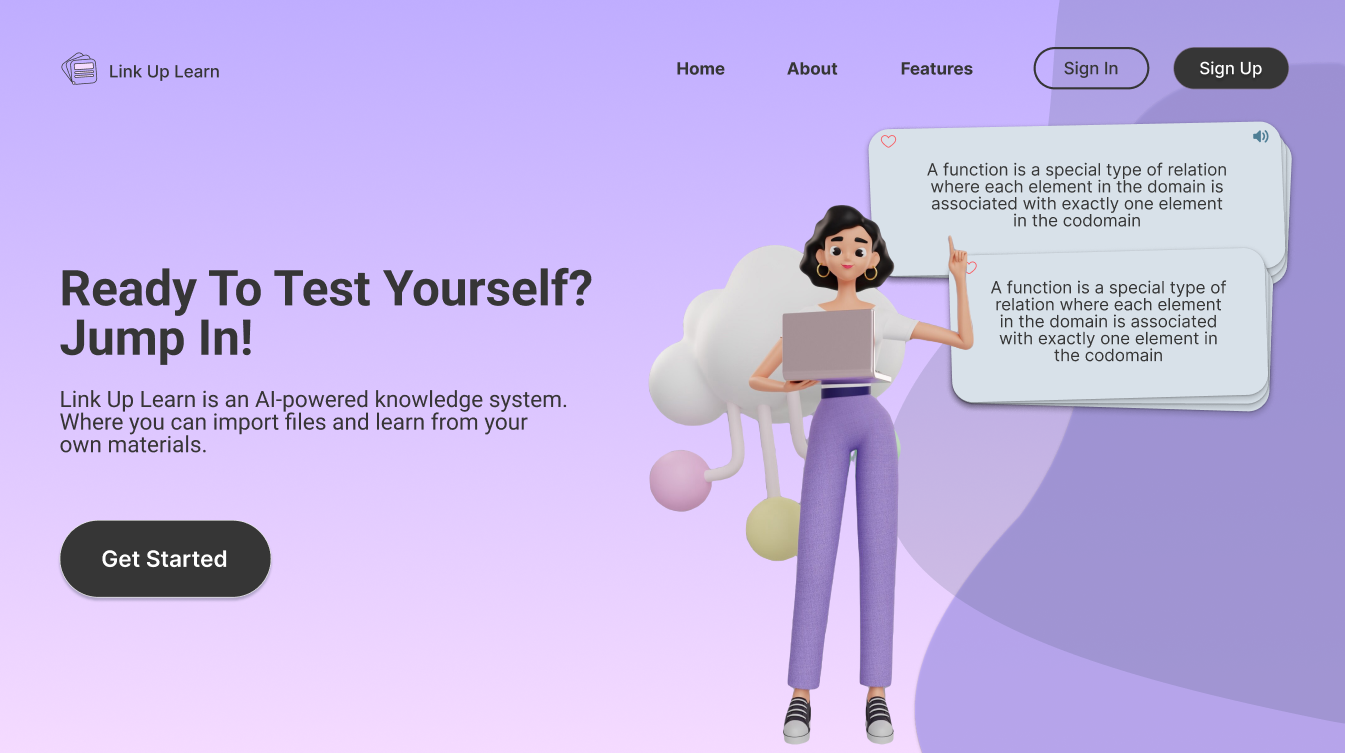 Link Up Learn
Home
About
Features
Sign In
Sign Up
A function is a special type of relation
where each element in the domain is
associated with exactly one element
in the codomain
A function is a special type of
relation where each element
in the domain is associated
with exactly one element in
the codomain
Ready To Test Yourself?
Jump In!
Link Up Learn is an AI-powered knowledge system.
Where you can import files and learn from your
own materials.
Get Started